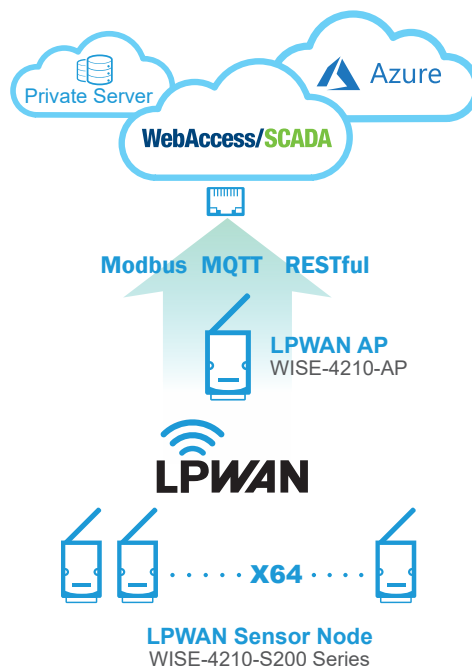 Azure
Private Server
WebAccess/SCADA
Modbus MQTT RESTful
LPWAN AP
WISE-4210-AP
LPWAN
X64
LPWAN Sensor Node
WISE-4210-S200 Series